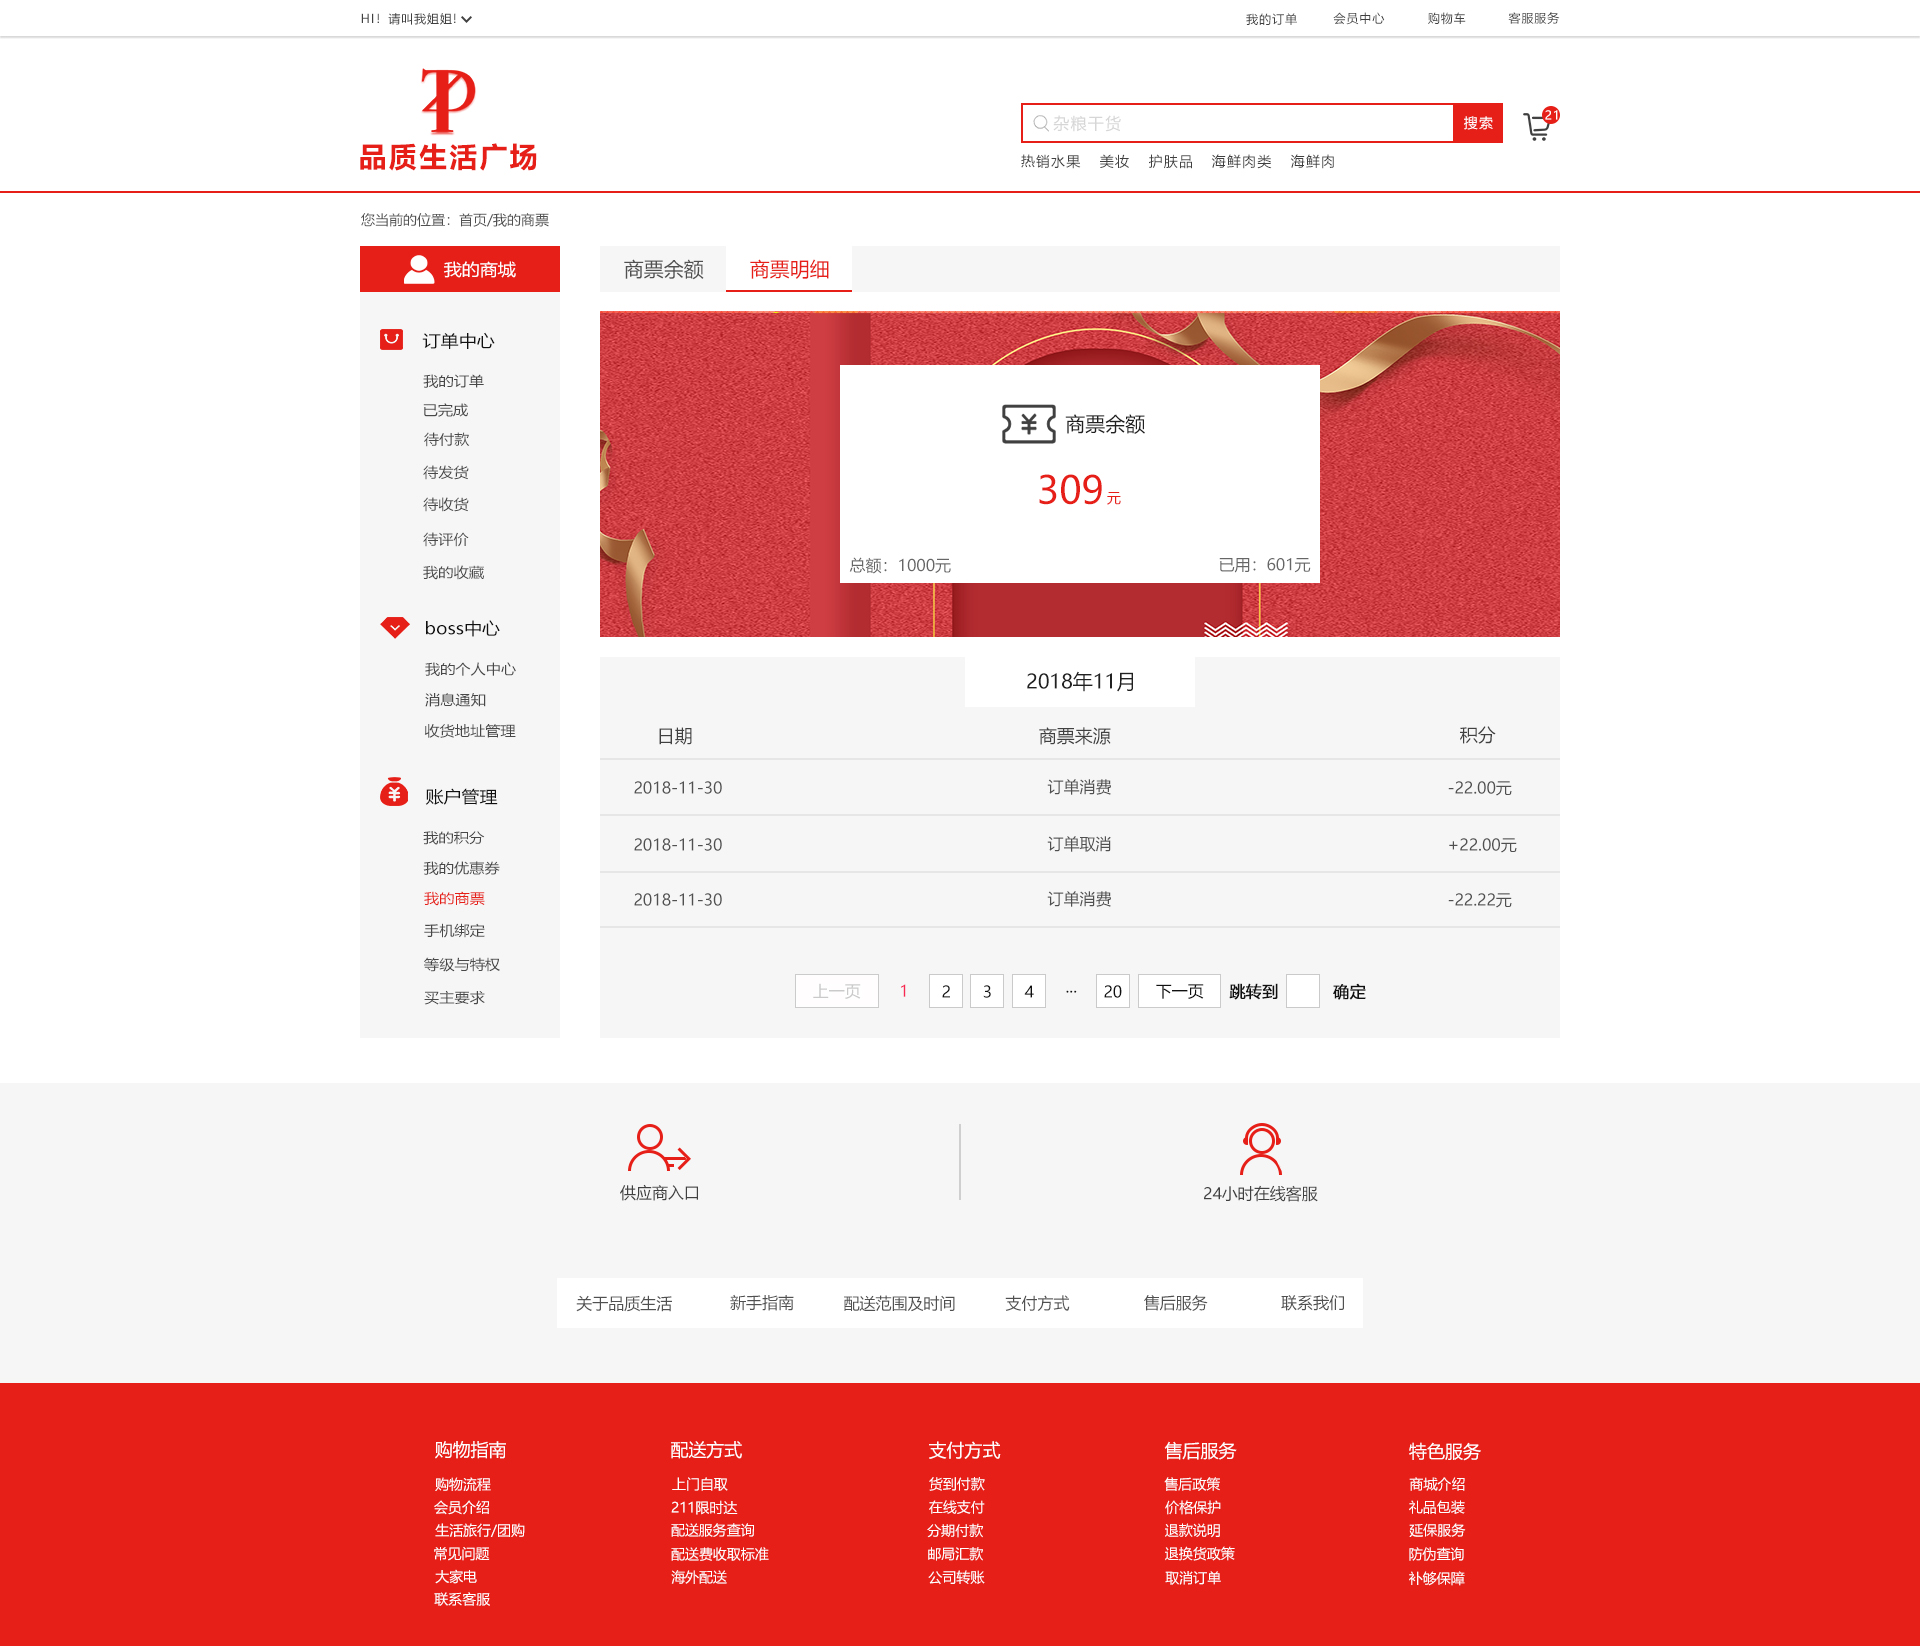 HI！请叫我姐姐!
我的订单 会员中心 购物车 客服服务
品质生活广场
杂粮干货 搜索 21
热销水果 美妆 护肤品 海鲜肉类 海鲜肉
您当前的位置：首页/我的商票
我的商城
订单中心
我的订单
已完成
待付款
待发货
待收货
待评价
我的收藏
boss中心
我的个人中心
消息通知
收货地址管理
账户管理
我的积分
我的优惠券
我的商票
手机绑定
等级与特权
买主要求
商票余额 商票明细
¥ 商票余额
309元
总额：1000元 已用：601元
2018年11月
日期 商票来源 积分
2018-11-30 订单消费 -22.00元
2018-11-30 订单取消 +22.00元
2018-11-30 订单消费 -22.22元
上一页 1 2 3 4 ... 20 下一页 跳转到 确定
供应商入口 24小时在线客服
关于品质生活 新手指南 配送范围及时间 支付方式 售后服务 联系我们
购物指南
购物流程
会员介绍
生活旅行/团购
常见问题
大家电
联系客服
配送方式
上门自取
211限时达
配送服务查询
配送费收取标准
海外配送
支付方式
货到付款
在线支付
分期付款
邮局汇款
公司转账
售后服务
售后政策
价格保护
退款说明
退换货政策
取消订单
特色服务
商城介绍
礼品包装
延保服务
防伪查询
补够保障